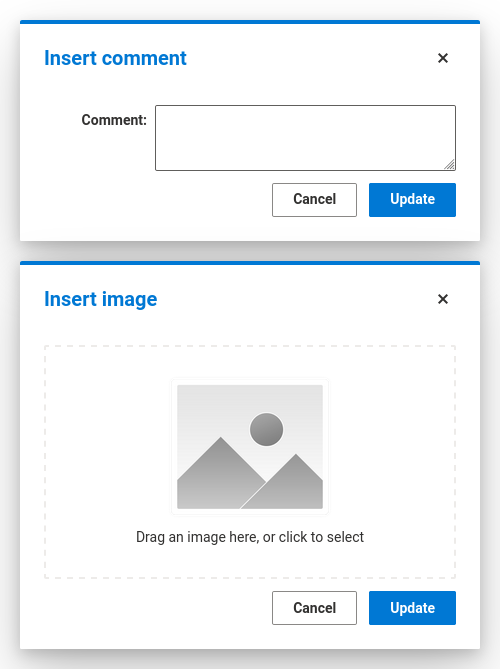 Insert comment ×
Comment:
Cancel Update
Insert image ×
Drag an image here, or click to select
Cancel Update